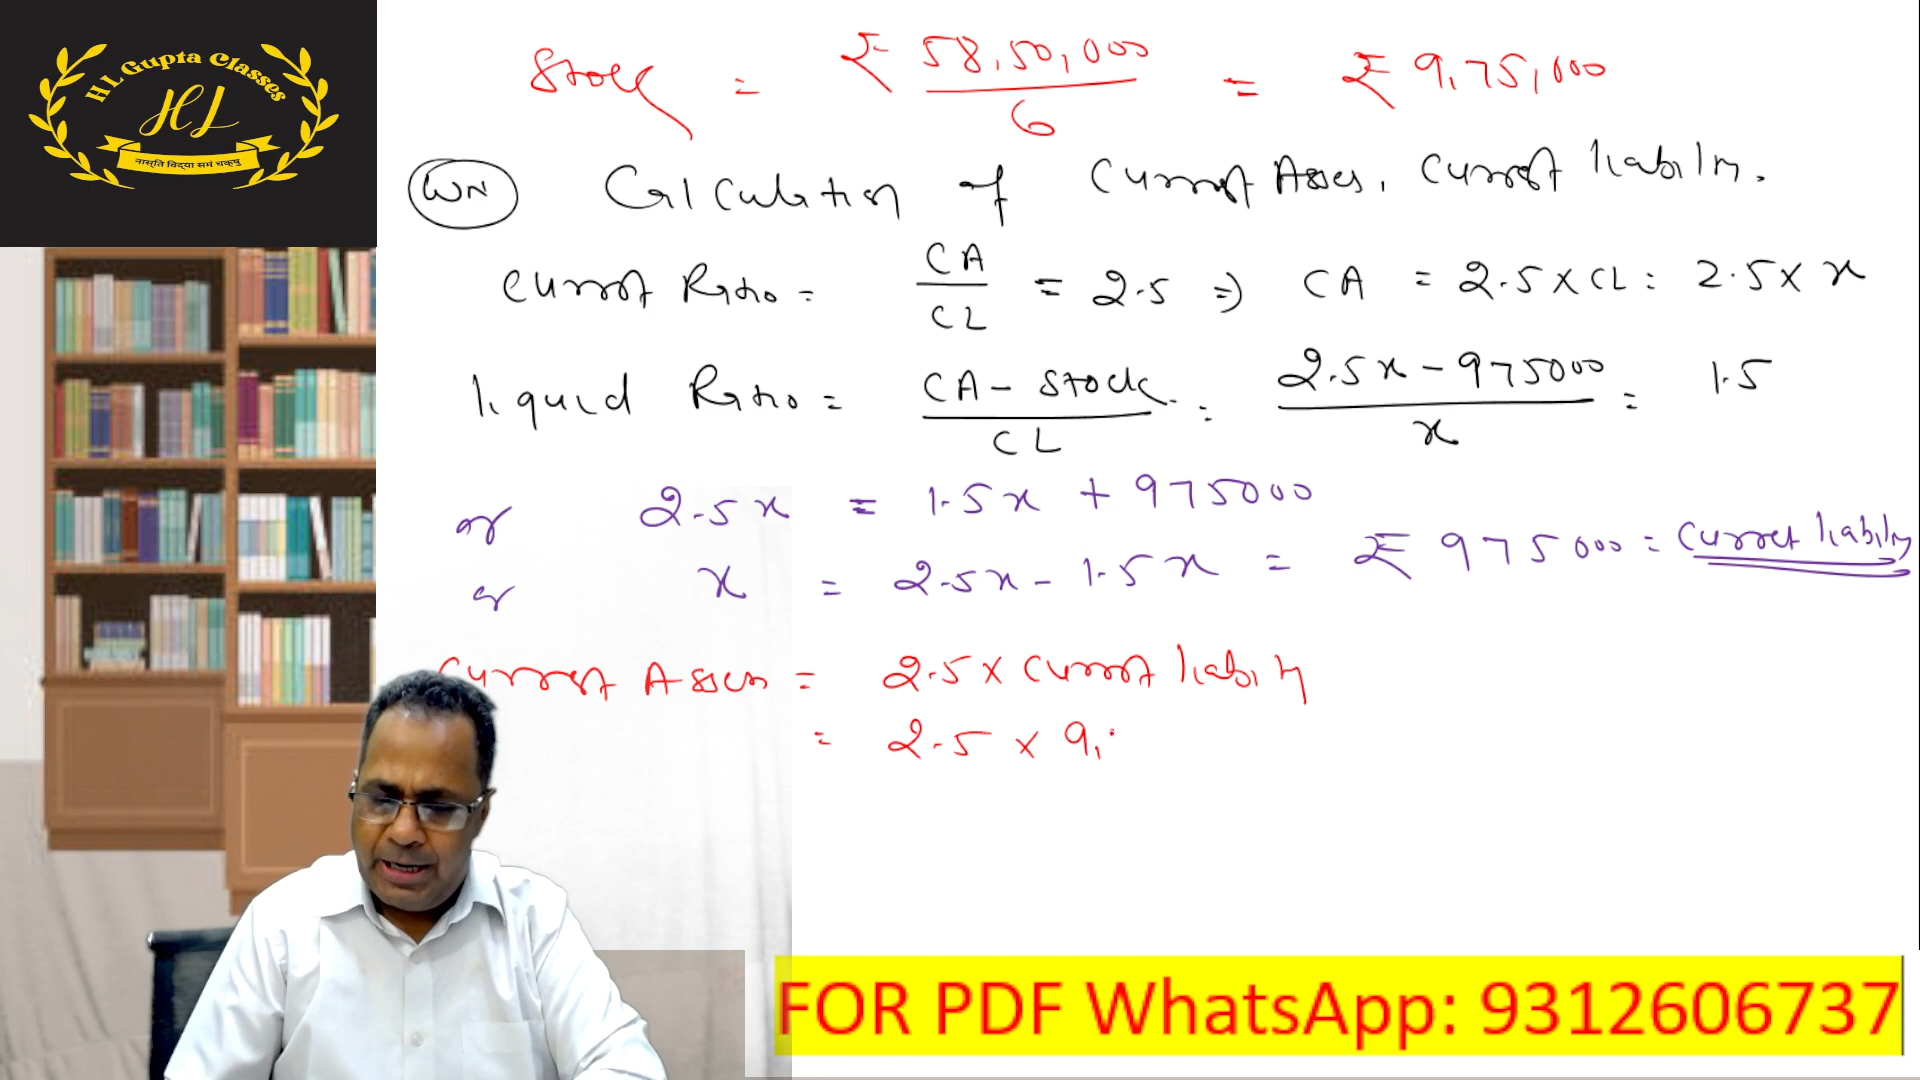 HL Gupta Classes
HL
नास्ति विद्या समं चक्षु
Stock = ₹ 58,50,000 / 6 = ₹ 9,75,000
WN Calculation of Current Assets, Current liability.
Current Ratio = CA / CL = 2.5 ⇒ CA = 2.5 × CL = 2.5 × x
liquid Ratio = CA - Stock / CL = 2.5x - 975000 / x = 1.5
or 2.5x = 1.5x + 975000
or x = 2.5x - 1.5x = ₹ 975000 = Current liability
Current Assets = 2.5 × Current liability
= 2.5 × 9,
FOR PDF WhatsApp: 9312606737